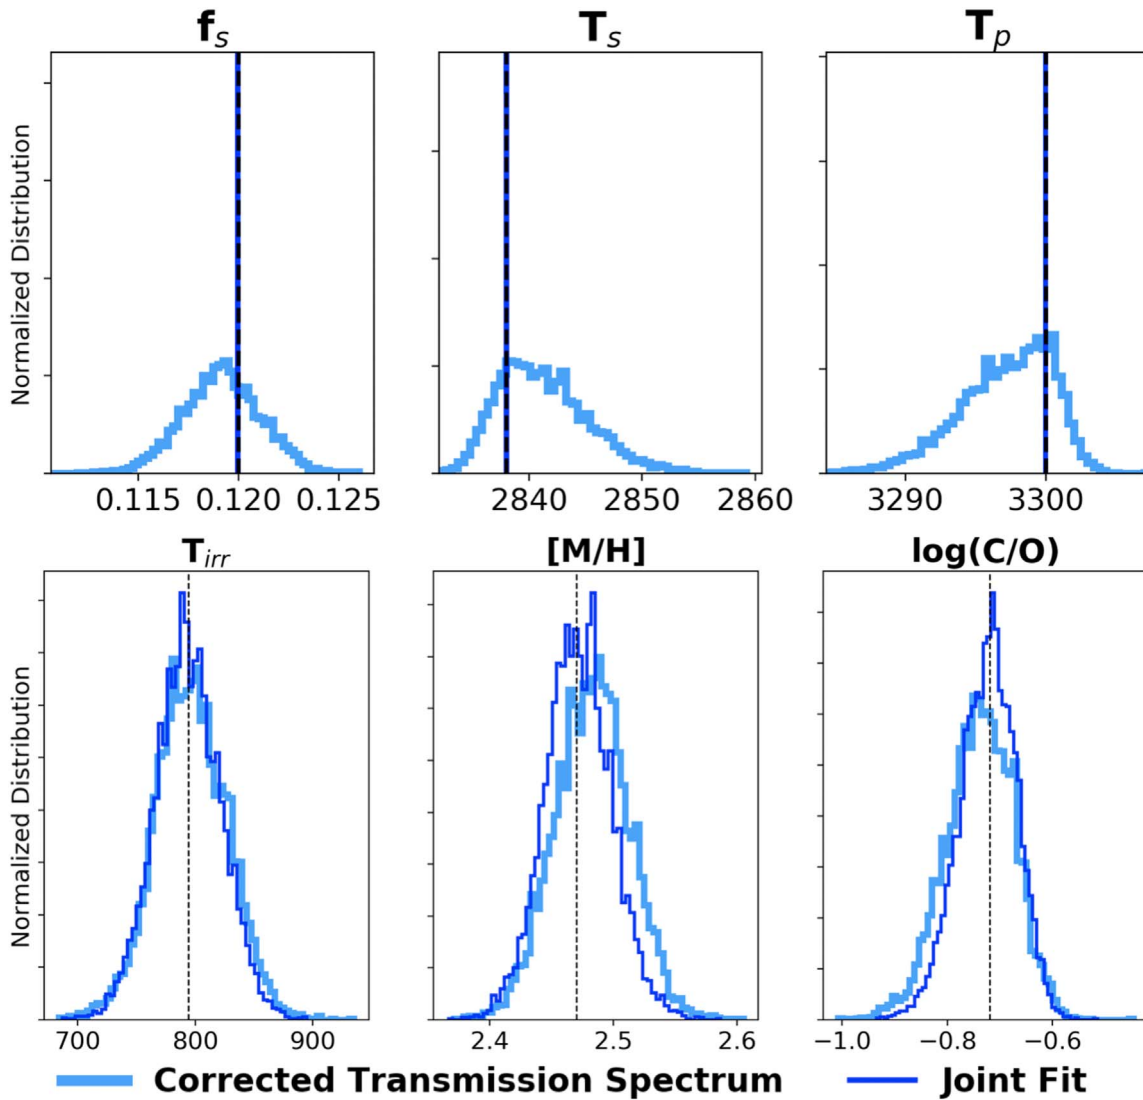 f_s T_s T_p
Normalized Distribution
0.115 0.120 0.125 2840 2850 2860 3290 3300
T_irr [M/H] log(C/O)
Normalized Distribution
700 800 900 2.4 2.5 2.6 −1.0 −0.8 −0.6
Corrected Transmission Spectrum Joint Fit